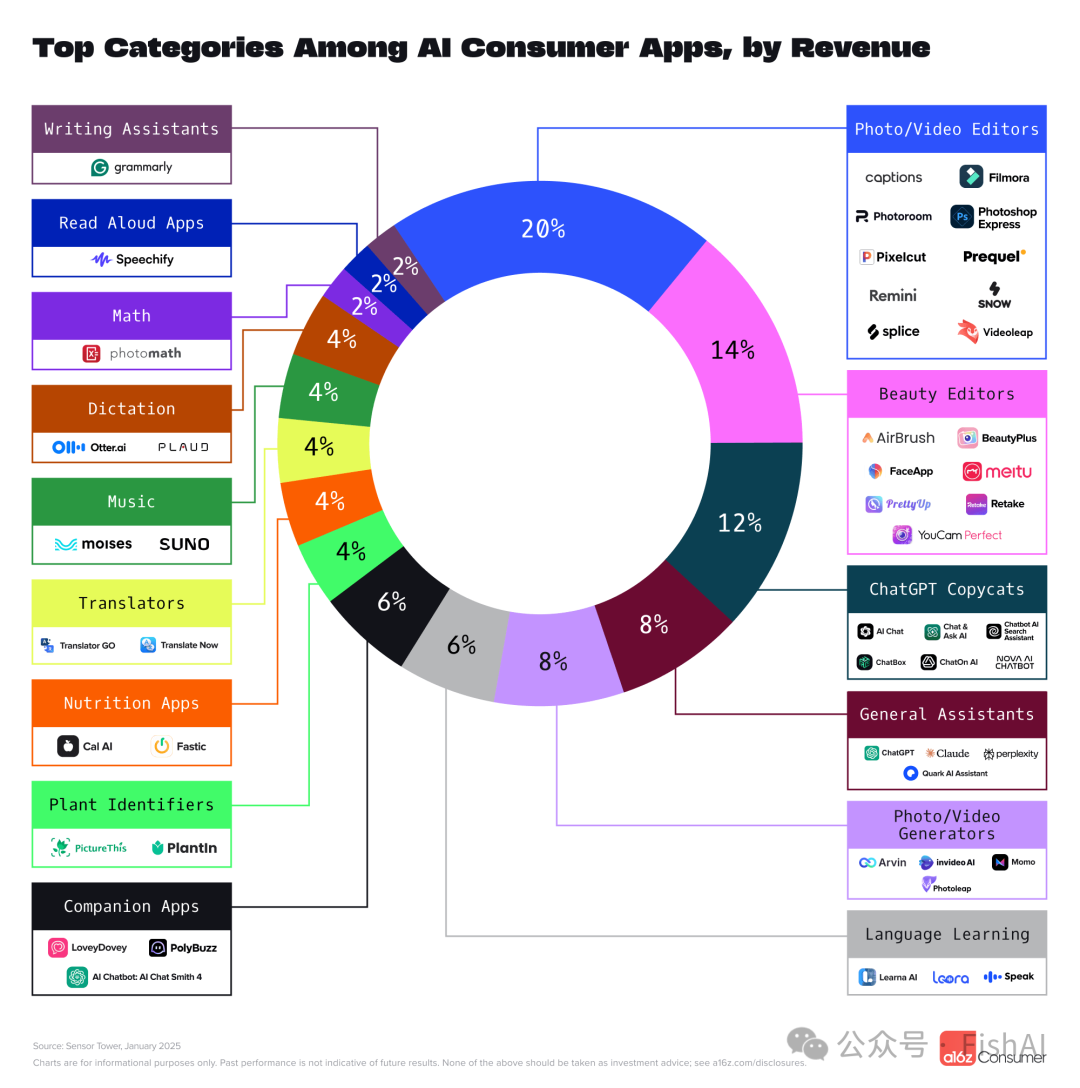 Top Categories Among AI Consumer Apps, by Revenue
Writing Assistants
grammarly
Read Aloud Apps
Speechify
Math
photomath
Dictation
Otter.ai PLAUD
Music
moises SUNO
Translators
Translator GO Translate Now
Nutrition Apps
Cal AI Fastic
Plant Identifiers
PictureThis PlantIn
Companion Apps
LoveyDovey PolyBuzz
AI Chatbot: AI Chat Smith 4
20%
14%
12%
8%
8%
6%
6%
4%
4%
4%
4%
4%
2%
2%
2%
Photo/Video Editors
captions Filmora
Photoroom Ps Photoshop
Express
Pixelcut Prequel
Remini SNOW
splice Videoleap
Beauty Editors
AirBrush BeautyPlus
FaceApp meitu
PrettyUp Retake Retake
YouCam Perfect
ChatGPT Copycats
AI Chat Chat &
Ask AI Chatbot AI
Search
Assistant
ChatBox ChatOn AI NOVA AI
CHATBOT
General Assistants
ChatGPT Claude perplexity
Quark AI Assistant
Photo/Video
Generators
Arvin invideo AI Momo
Photoleap
Language Learning
Learna AI Loora Speak
Source: Sensor Tower, January 2025
Charts are for informational purposes only. Past performance is not indicative of future results. None of the above should be taken as investment advice; see a16z.com/disclosures.
公众号 · FishAI
a16z Consumer